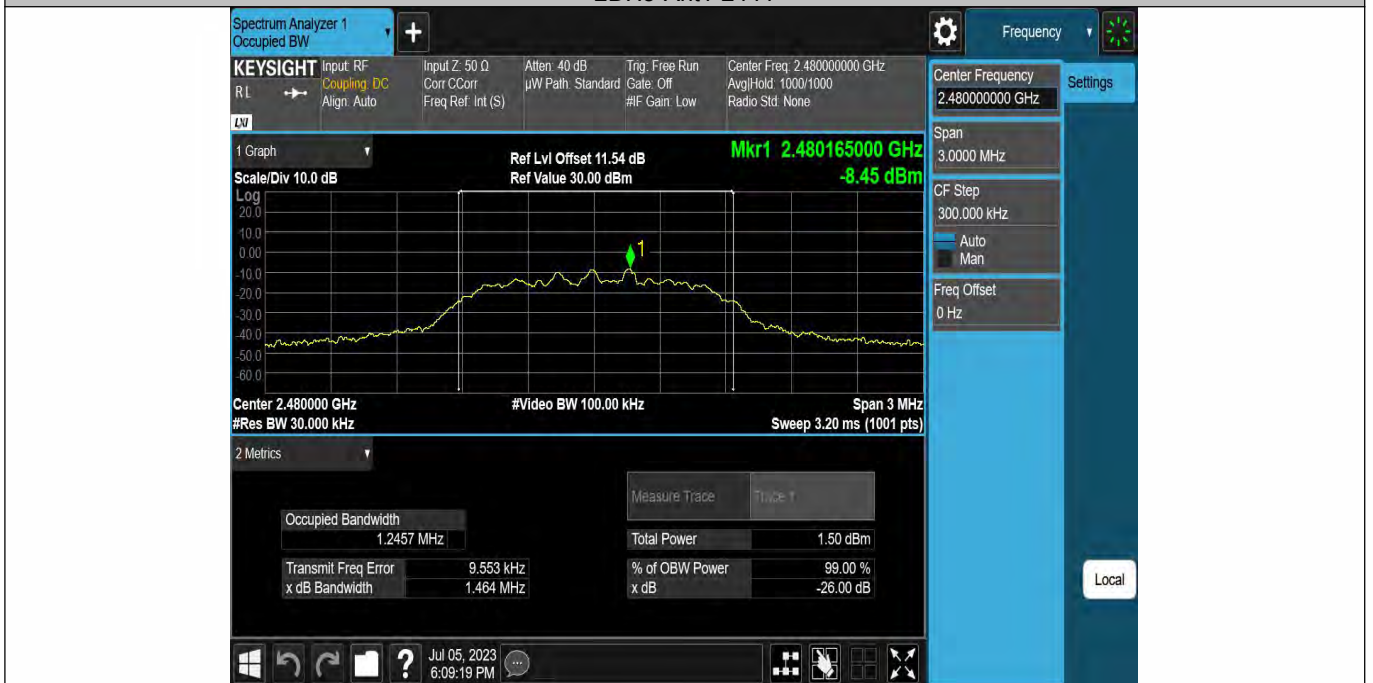 Spectrum Analyzer 1
Occupied BW
Frequency
KEYSIGHT
RL
LXI
Input: RF
Coupling: DC
Align: Auto
Input Z: 50 Ω
Corr CCorr
Freq Ref: Int (S)
Atten: 40 dB
µW Path: Standard
Trig: Free Run
Gate: Off
#IF Gain: Low
Center Freq: 2.480000000 GHz
Avg|Hold: 1000/1000
Radio Std: None
Center Frequency
2.480000000 GHz
Settings
Span
3.0000 MHz
CF Step
300.000 kHz
Auto
Man
Freq Offset
0 Hz
Local
1 Graph
Scale/Div 10.0 dB
Ref Lvl Offset 11.54 dB
Ref Value 30.00 dBm
Mkr1 2.480165000 GHz
-8.45 dBm
Log
20.0
10.0
0.00
-10.0
-20.0
-30.0
-40.0
-50.0
-60.0
1
Center 2.480000 GHz
#Video BW 100.00 kHz
Span 3 MHz
#Res BW 30.000 kHz
Sweep 3.20 ms (1001 pts)
2 Metrics
Measure Trace
Trace 1
Occupied Bandwidth
1.2457 MHz
Total Power 1.50 dBm
Transmit Freq Error 9.553 kHz
% of OBW Power 99.00 %
x dB Bandwidth 1.464 MHz
x dB -26.00 dB
?
Jul 05, 2023
6:09:19 PM